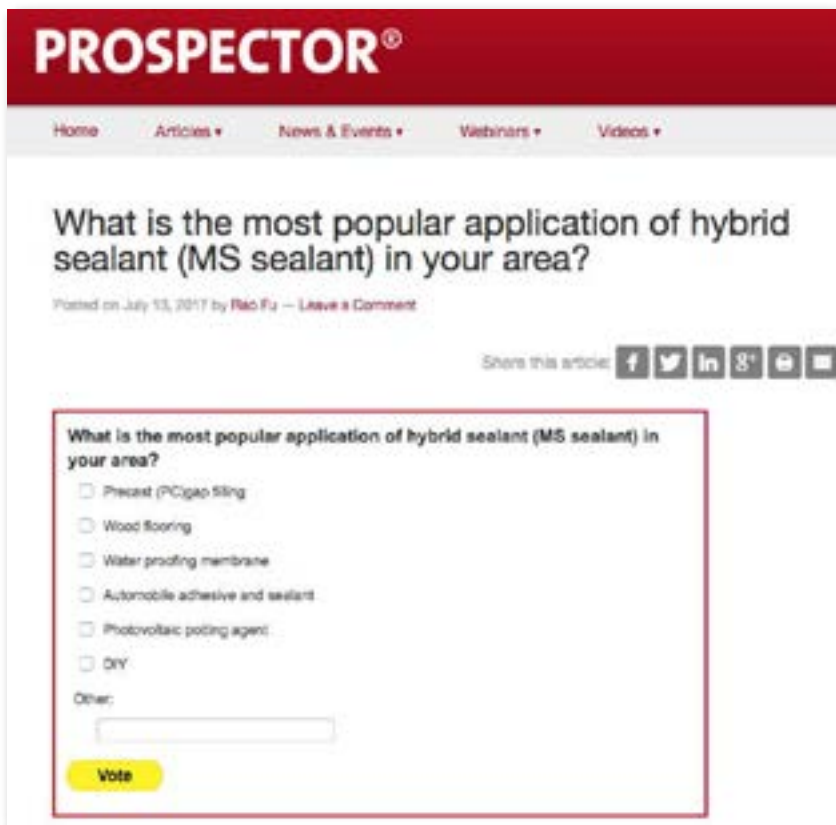 PROSPECTOR®
Home Articles ▾ News & Events ▾ Webinars ▾ Videos ▾
What is the most popular application of hybrid
sealant (MS sealant) in your area?
Posted on July 13, 2017 by Rao Fu — Leave a Comment
Share this article:
What is the most popular application of hybrid sealant (MS sealant) in
your area?
Precast (PC)gap filling
Wood flooring
Water proofing membrane
Automobile adhesive and sealant
Photovoltaic potting agent
DIY
Other:
Vote